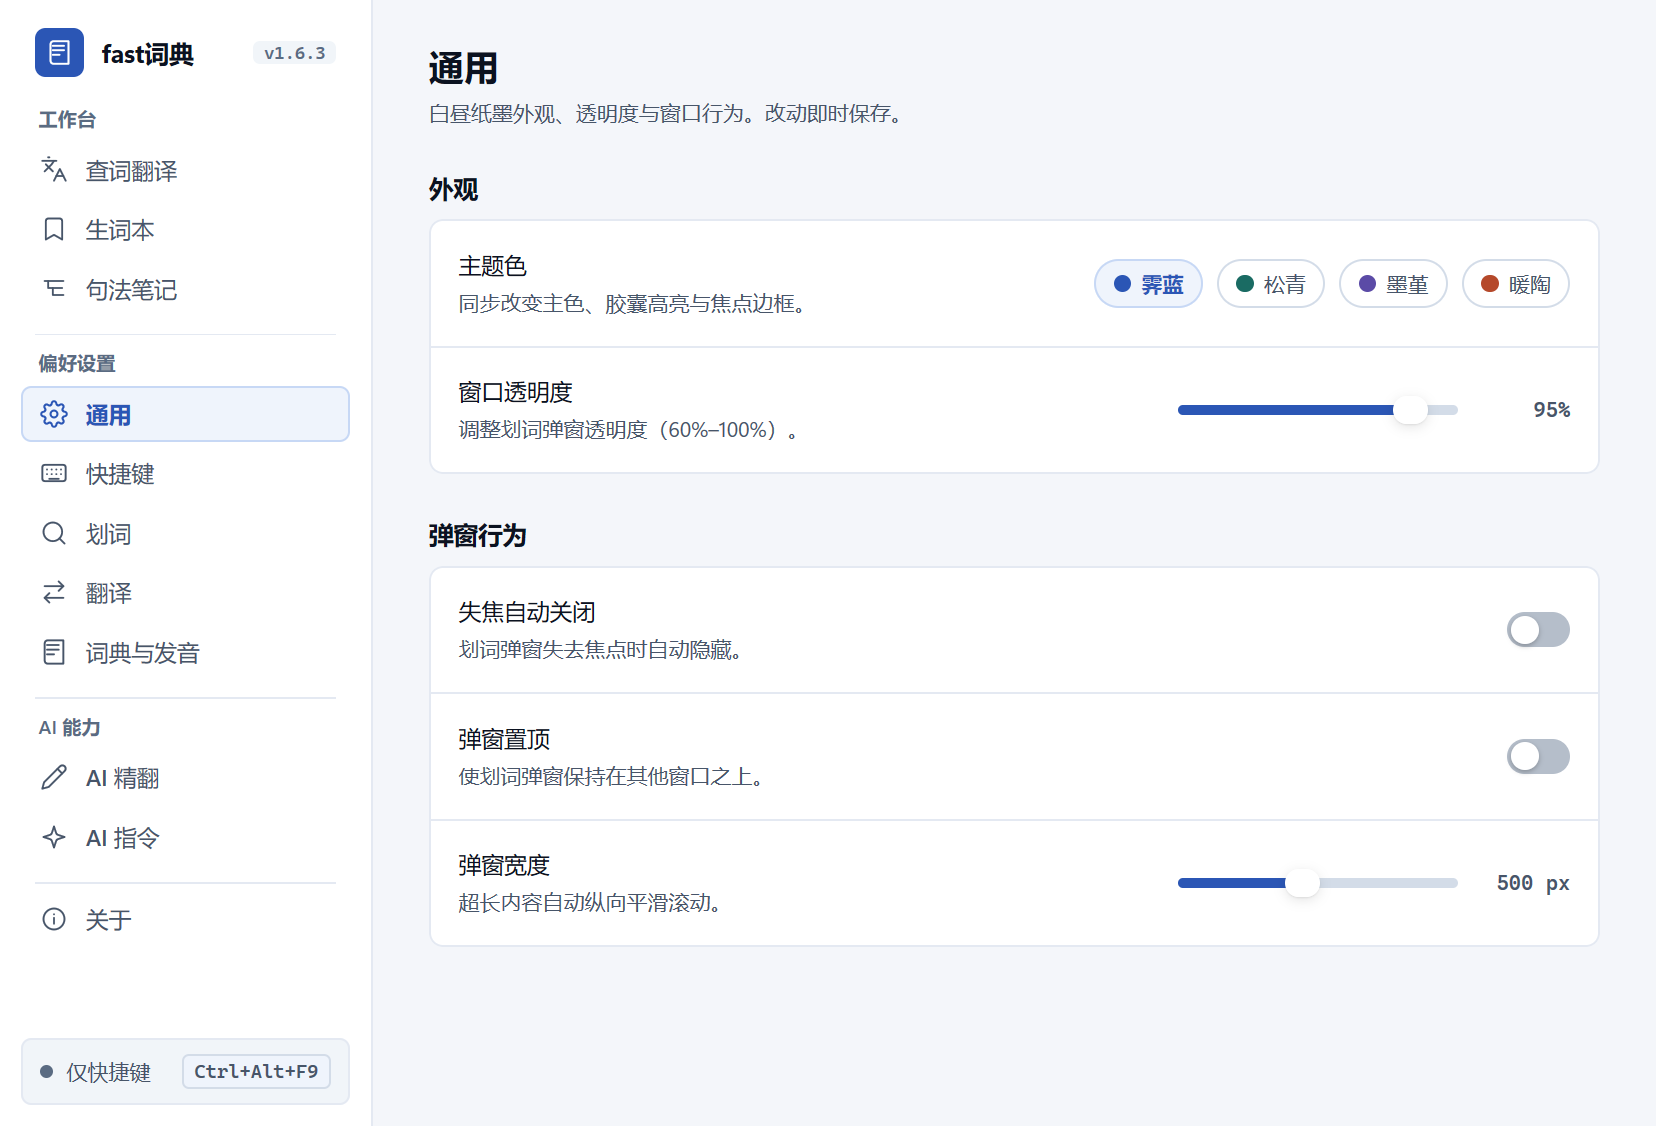 fast词典
v1.6.3
工作台
查词翻译
生词本
句法笔记
偏好设置
通用
快捷键
划词
翻译
词典与发音
AI 能力
AI 精翻
AI 指令
关于
仅快捷键
Ctrl+Alt+F9
通用
白昼纸墨外观、透明度与窗口行为。改动即时保存。
外观
主题色
同步改变主色、胶囊高亮与焦点边框。
霁蓝
松青
墨堇
暖陶
窗口透明度
调整划词弹窗透明度（60%–100%）。
95%
弹窗行为
失焦自动关闭
划词弹窗失去焦点时自动隐藏。
弹窗置顶
使划词弹窗保持在其他窗口之上。
弹窗宽度
超长内容自动纵向平滑滚动。
500 px